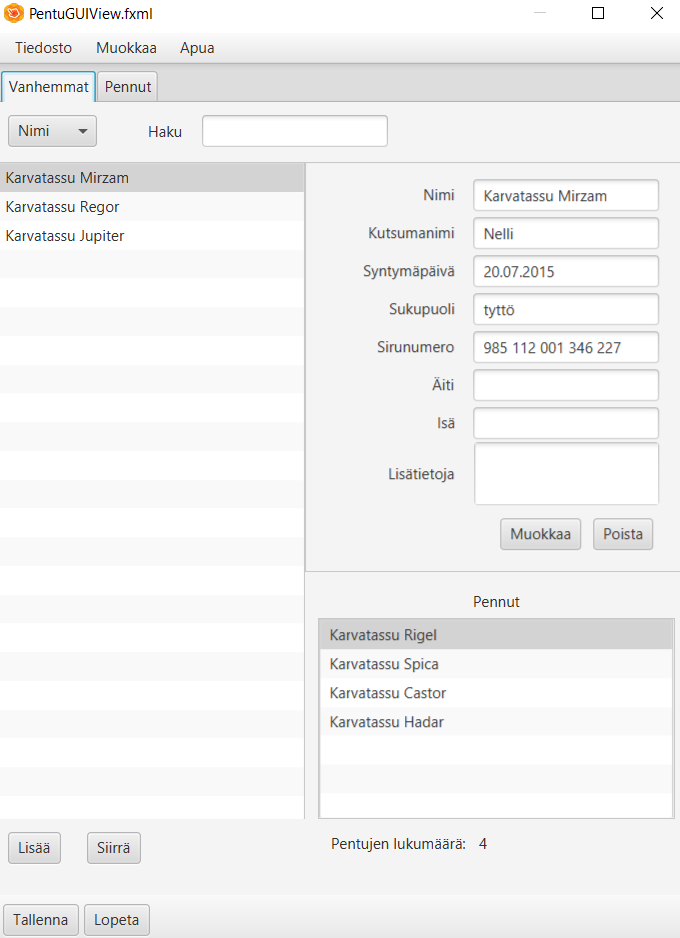 PentuGUIView.fxml
Tiedosto Muokkaa Apua
Vanhemmat Pennut
Nimi Haku
Karvatassu Mirzam
Karvatassu Regor
Karvatassu Jupiter
Nimi Karvatassu Mirzam
Kutsumanimi Nelli
Syntymäpäivä 20.07.2015
Sukupuoli tyttö
Sirunumero 985 112 001 346 227
Äiti
Isä
Lisätietoja
Muokkaa Poista
Pennut
Karvatassu Rigel
Karvatassu Spica
Karvatassu Castor
Karvatassu Hadar
Lisää Siirrä
Pentujen lukumäärä: 4
Tallenna Lopeta